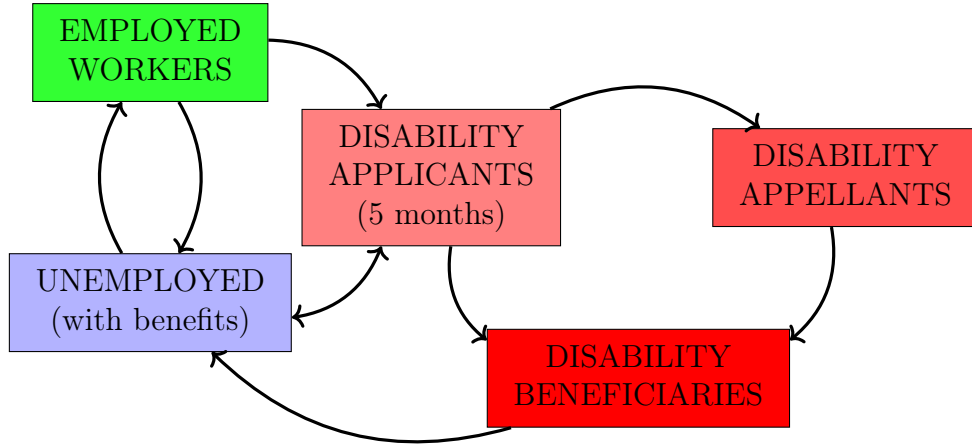 EMPLOYED
WORKERS
DISABILITY
APPLICANTS
(5 months)
DISABILITY
APPELLANTS
UNEMPLOYED
(with benefits)
DISABILITY
BENEFICIARIES